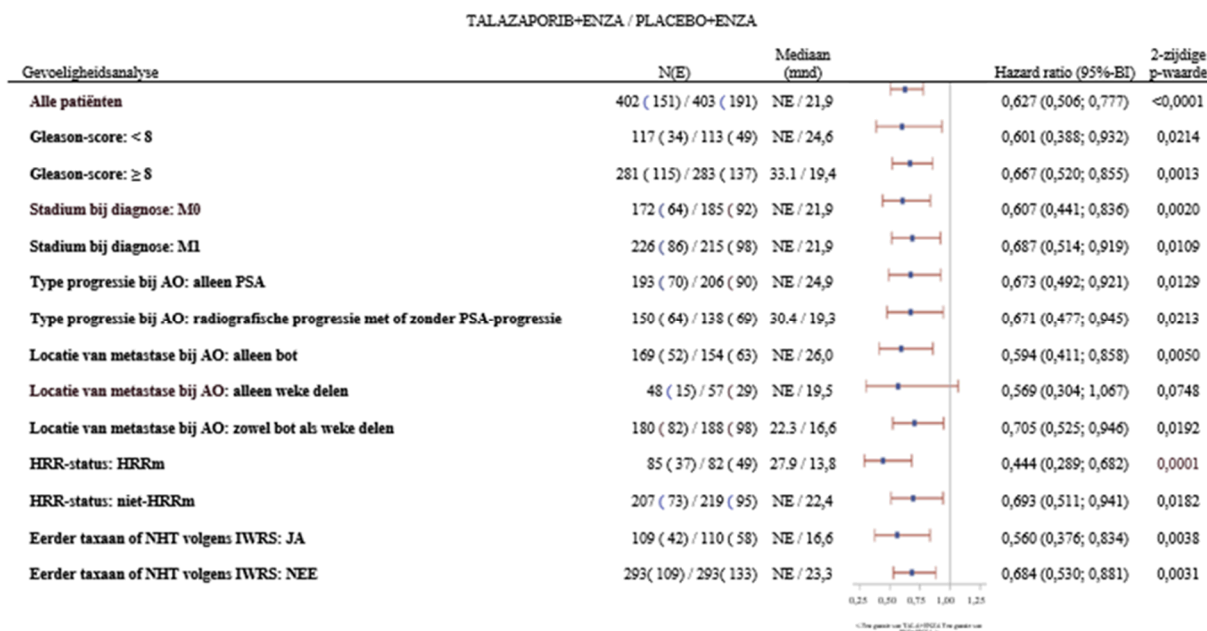 TALAZAPORIB+ENZA / PLACEBO+ENZA
Gevoeligheidsanalyse N(E) Mediaan (mnd) Hazard ratio (95%-BI) 2-zijdige p-waarde
Alle patiënten 402 ( 151) / 403 ( 191) NE / 21,9 0,627 (0,506; 0,777) <0,0001
Gleason-score: < 8 117 ( 34) / 113 ( 49) NE / 24,6 0,601 (0,388; 0,932) 0,0214
Gleason-score: ≥ 8 281 ( 115) / 283 ( 137) 33.1 / 19,4 0,667 (0,520; 0,855) 0,0013
Stadium bij diagnose: M0 172 ( 64) / 185 ( 92) NE / 21,9 0,607 (0,441; 0,836) 0,0020
Stadium bij diagnose: M1 226 ( 86) / 215 ( 98) NE / 21,9 0,687 (0,514; 0,919) 0,0109
Type progressie bij AO: alleen PSA 193 ( 70) / 206 ( 90) NE / 24,9 0,673 (0,492; 0,921) 0,0129
Type progressie bij AO: radiografische progressie met of zonder PSA-progressie 150 ( 64) / 138 ( 69) 30.4 / 19,3 0,671 (0,477; 0,945) 0,0213
Locatie van metastase bij AO: alleen bot 169 ( 52) / 154 ( 63) NE / 26,0 0,594 (0,411; 0,858) 0,0050
Locatie van metastase bij AO: alleen weke delen 48 ( 15) / 57 ( 29) NE / 19,5 0,569 (0,304; 1,067) 0,0748
Locatie van metastase bij AO: zowel bot als weke delen 180 ( 82) / 188 ( 98) 22.3 / 16,6 0,705 (0,525; 0,946) 0,0192
HRR-status: HRRm 85 ( 37) / 82 ( 49) 27.9 / 13,8 0,444 (0,289; 0,682) 0,0001
HRR-status: niet-HRRm 207 ( 73) / 219 ( 95) NE / 22,4 0,693 (0,511; 0,941) 0,0182
Eerder taxaan of NHT volgens IWRS: JA 109 ( 42) / 110 ( 58) NE / 16,6 0,560 (0,376; 0,834) 0,0038
Eerder taxaan of NHT volgens IWRS: NEE 293( 109) / 293( 133) NE / 23,3 0,684 (0,530; 0,881) 0,0031
0,25 0,50 0,75 1,00 1,25